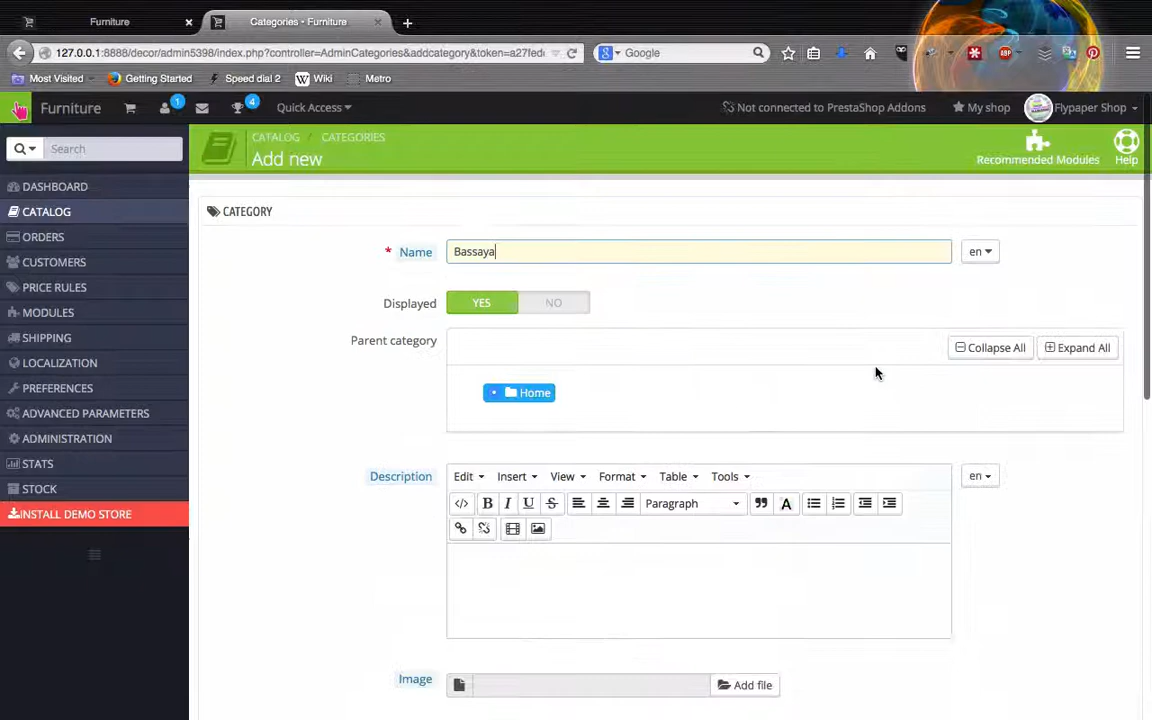 Furniture
Categories • Furniture
127.0.0.1:8888/decor/admin5398/index.php?controller=AdminCategories&addcategory&token=a27fed
Google
ABP
Most Visited
Getting Started
Speed dial 2
W Wiki
Metro
Furniture
1
4
Quick Access
Not connected to PrestaShop Addons
My shop
Flypaper Shop
Search
CATALOG / CATEGORIES
Add new
Recommended Modules
Help
DASHBOARD
CATALOG
ORDERS
CUSTOMERS
PRICE RULES
MODULES
SHIPPING
LOCALIZATION
PREFERENCES
ADVANCED PARAMETERS
ADMINISTRATION
STATS
STOCK
INSTALL DEMO STORE
CATEGORY
* Name
Bassaya
en
Displayed
YES
NO
Parent category
Collapse All
Expand All
Home
Description
Edit
Insert
View
Format
Table
Tools
en
B I U S
Paragraph
A
Image
Add file